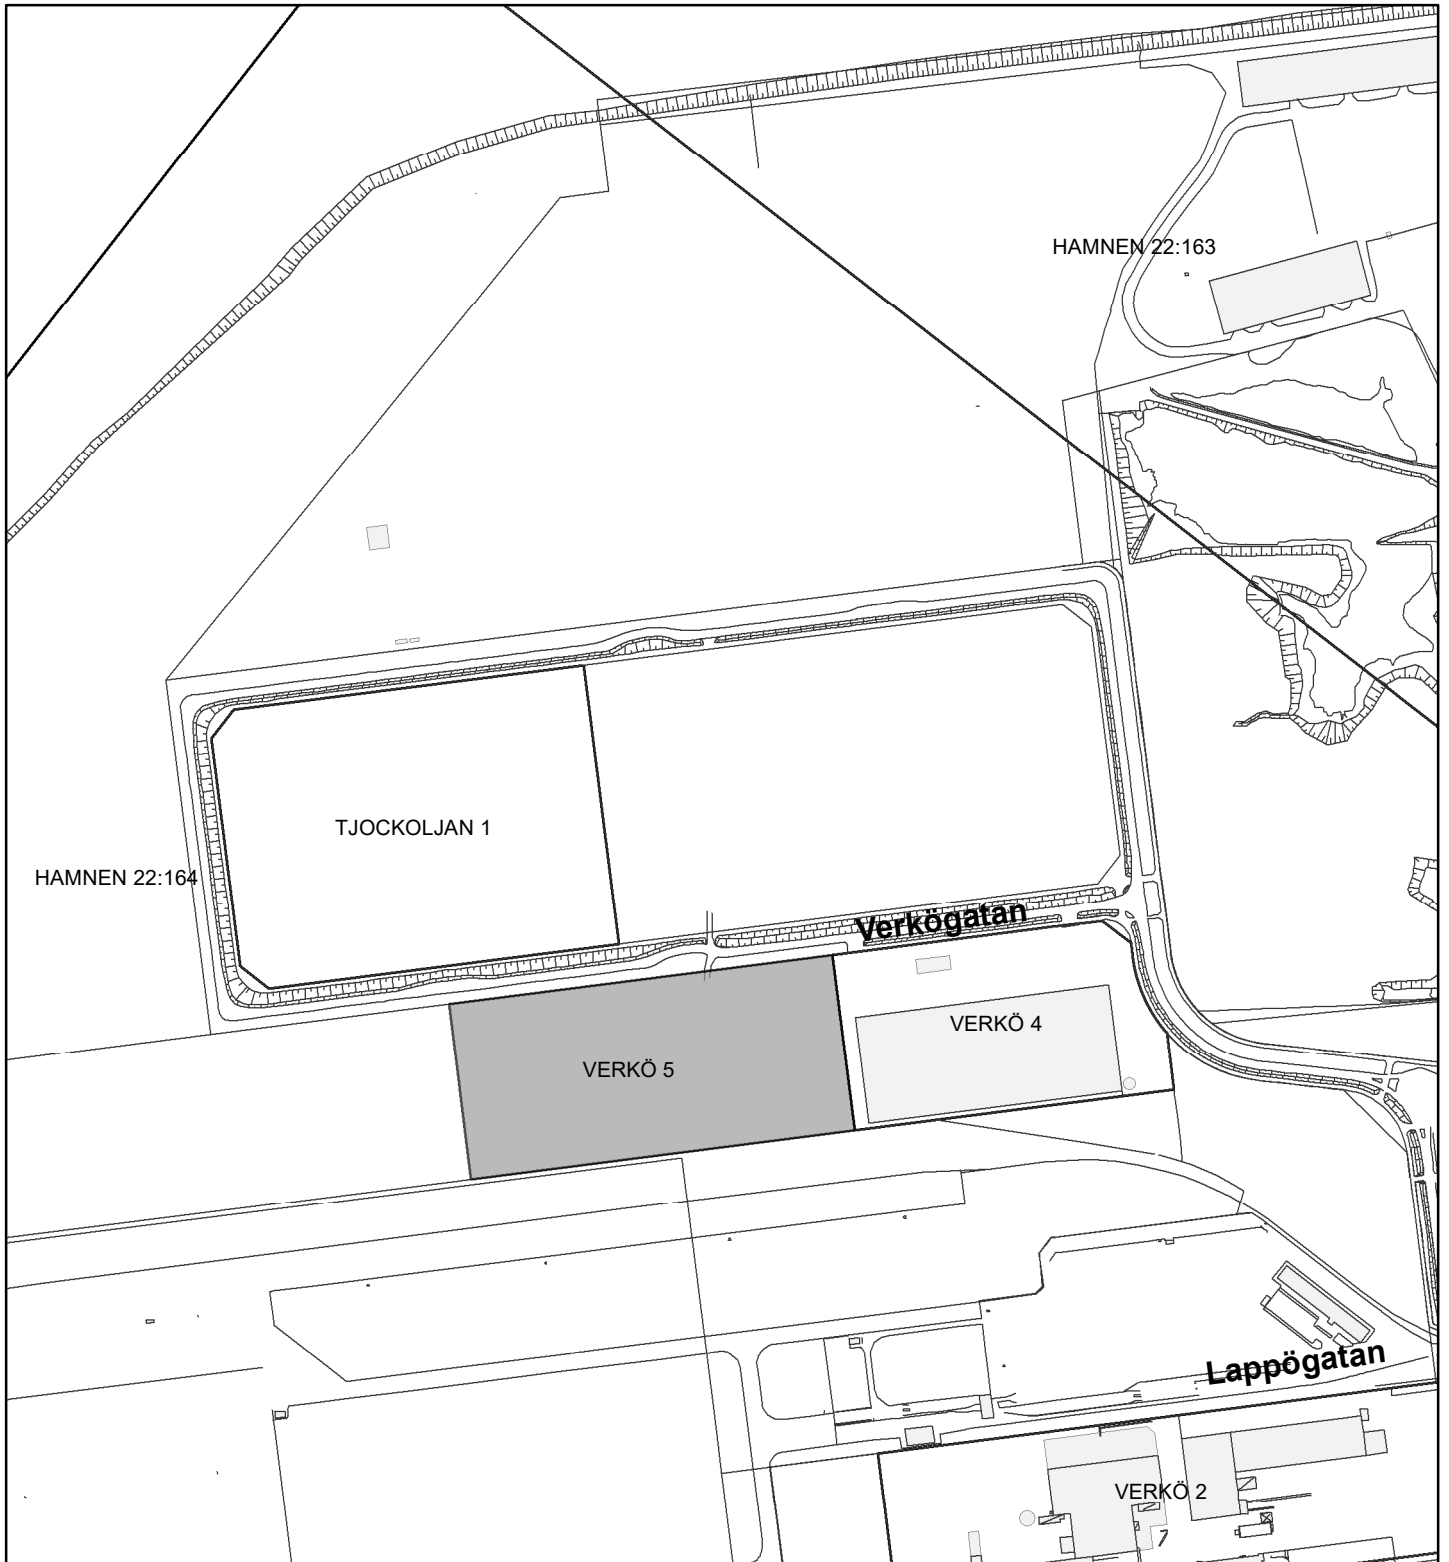 HAMNEN 22:163
TJOCKOLJAN 1
HAMNEN 22:164
Verkögatan
VERKÖ 4
VERKÖ 5
Lappögatan
VERKÖ 2